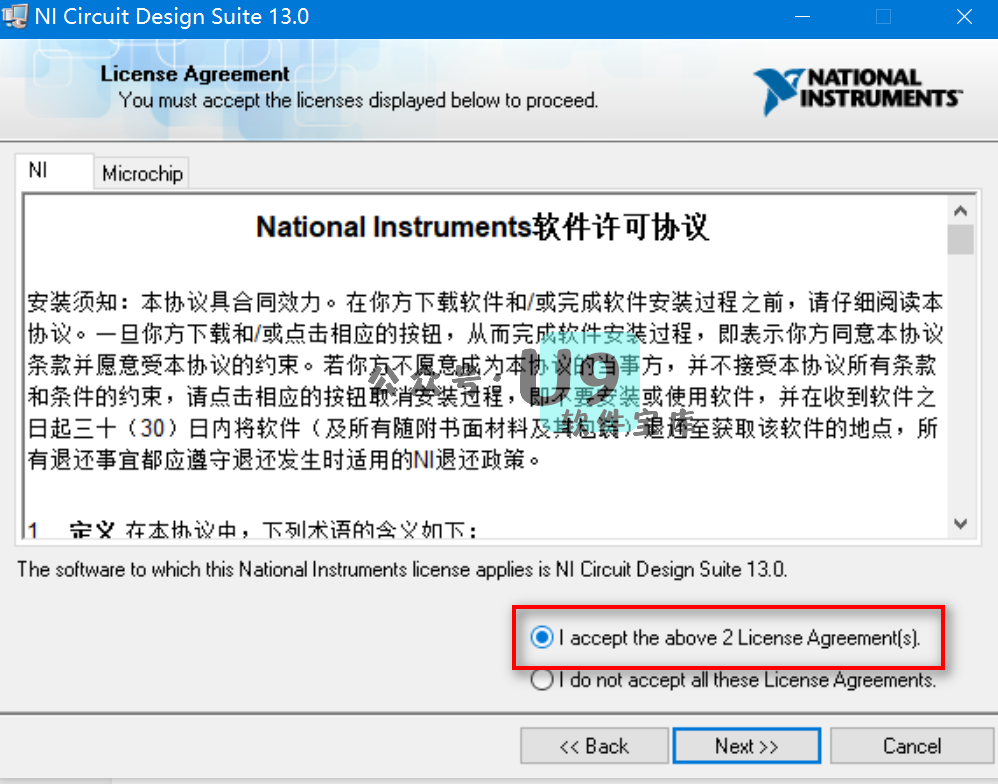 NI Circuit Design Suite 13.0
License Agreement
You must accept the licenses displayed below to proceed.
NATIONAL
INSTRUMENTS™
NI
Microchip
National Instruments软件许可协议
安装须知：本协议具合同效力。在你方下载软件和/或完成软件安装过程之前，请仔细阅读本
协议。一旦你方下载和/或点击相应的按钮，从而完成软件安装过程，即表示你方同意本协议
条款并愿意受本协议的约束。若你方不愿意成为本协议的当事方，并不接受本协议所有条款
和条件的约束，请点击相应的按钮取消安装过程，即不要安装或使用软件，并在收到软件之
日起三十（30）日内将软件（及所有随附书面材料及其包装）退还至获取该软件的地点，所
有退还事宜都应遵守退还发生时适用的NI退还政策。
公众号：U9
软件宝库
1 定义 在本协议中，下列术语的含义如下：
The software to which this National Instruments license applies is NI Circuit Design Suite 13.0.
I accept the above 2 License Agreement(s).
I do not accept all these License Agreements.
<< Back
Next >>
Cancel